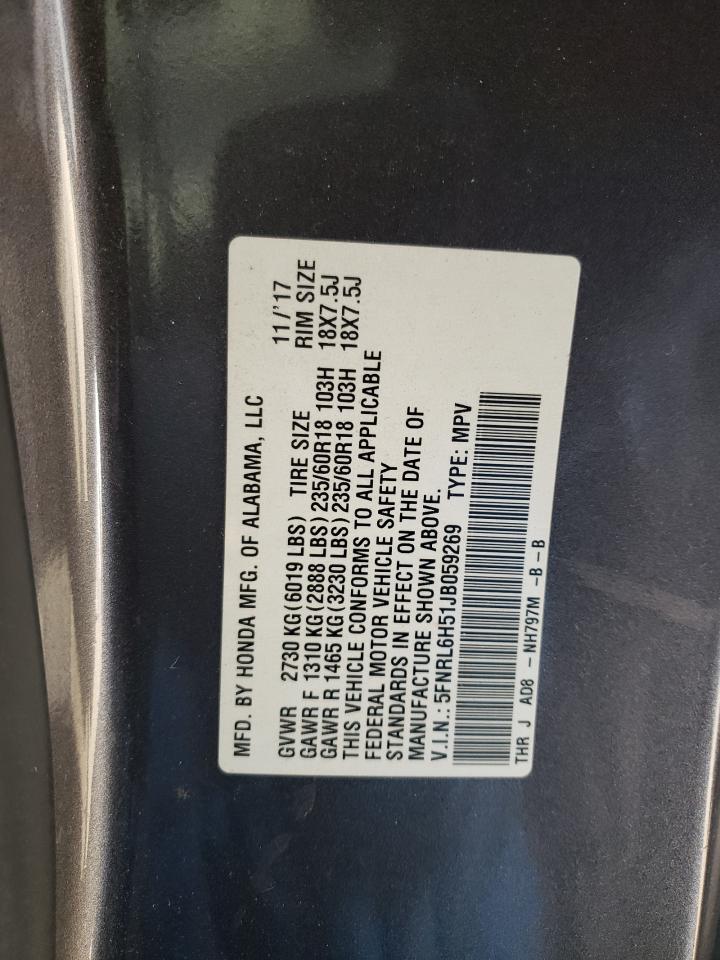 MFD. BY HONDA MFG. OF ALABAMA, LLC 11/'17
GVWR 2730 KG(6019 LBS) TIRE SIZE RIM SIZE
GAWR F 1310 KG(2888 LBS)235/60R18 103H 18X7.5J
GAWR R 1465 KG(3230 LBS)235/60R18 103H 18X7.5J
THIS VEHICLE CONFORMS TO ALL APPLICABLE
FEDERAL MOTOR VEHICLE SAFETY
STANDARDS IN EFFECT ON THE DATE OF
MANUFACTURE SHOWN ABOVE.
V.I.N.: 5FNRL6H51JB059269 TYPE: MPV
THR J AD8 - NH797M -B-B